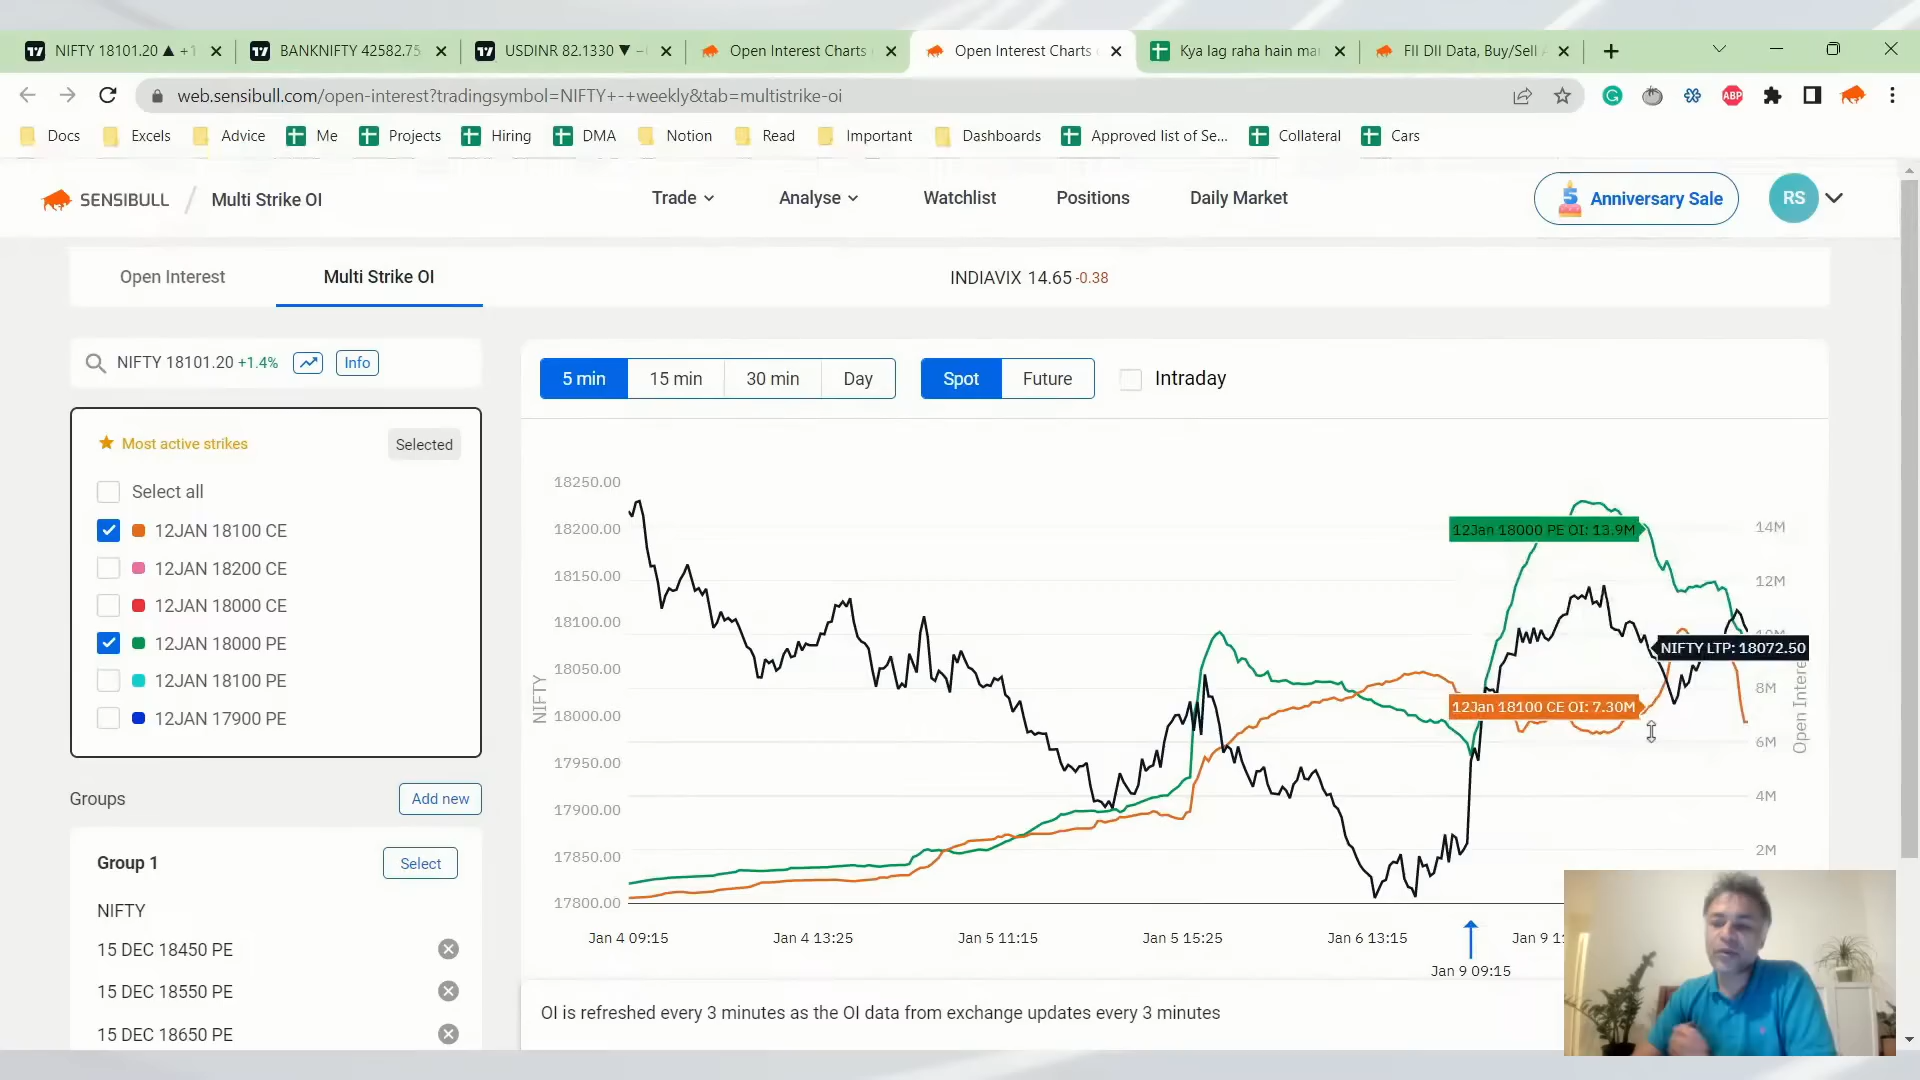 NIFTY 18101.20 ▲ +1
BANKNIFTY 42582.75
USDINR 82.1330 ▼ −
Open Interest Charts
Open Interest Charts
Kya lag raha hain mar
FII DII Data, Buy/Sell
web.sensibull.com/open-interest?tradingsymbol=NIFTY+-+weekly&tab=multistrike-oi
ABP
Docs
Excels
Advice
Me
Projects
Hiring
DMA
Notion
Read
Important
Dashboards
Approved list of Se...
Collateral
Cars
SENSIBULL / Multi Strike OI
Trade
Analyse
Watchlist
Positions
Daily Market
5 Anniversary Sale
RS
Open Interest
Multi Strike OI
INDIAVIX 14.65 -0.38
NIFTY 18101.20 +1.4%
Info
5 min
15 min
30 min
Day
Spot
Future
Intraday
Most active strikes
Selected
Select all
12JAN 18100 CE
12JAN 18200 CE
12JAN 18000 CE
12JAN 18000 PE
12JAN 18100 PE
12JAN 17900 PE
Groups
Add new
Group 1
Select
NIFTY
15 DEC 18450 PE
15 DEC 18550 PE
15 DEC 18650 PE
18250.00
18200.00
18150.00
18100.00
18050.00
18000.00
17950.00
17900.00
17850.00
17800.00
NIFTY
12Jan 18000 PE OI: 13.9M
NIFTY LTP: 18072.50
12Jan 18100 CE OI: 7.30M
14M
12M
10M
8M
6M
4M
2M
Open Intere
Jan 4 09:15
Jan 4 13:25
Jan 5 11:15
Jan 5 15:25
Jan 6 13:15
Jan 9 1
Jan 9 09:15
OI is refreshed every 3 minutes as the OI data from exchange updates every 3 minutes